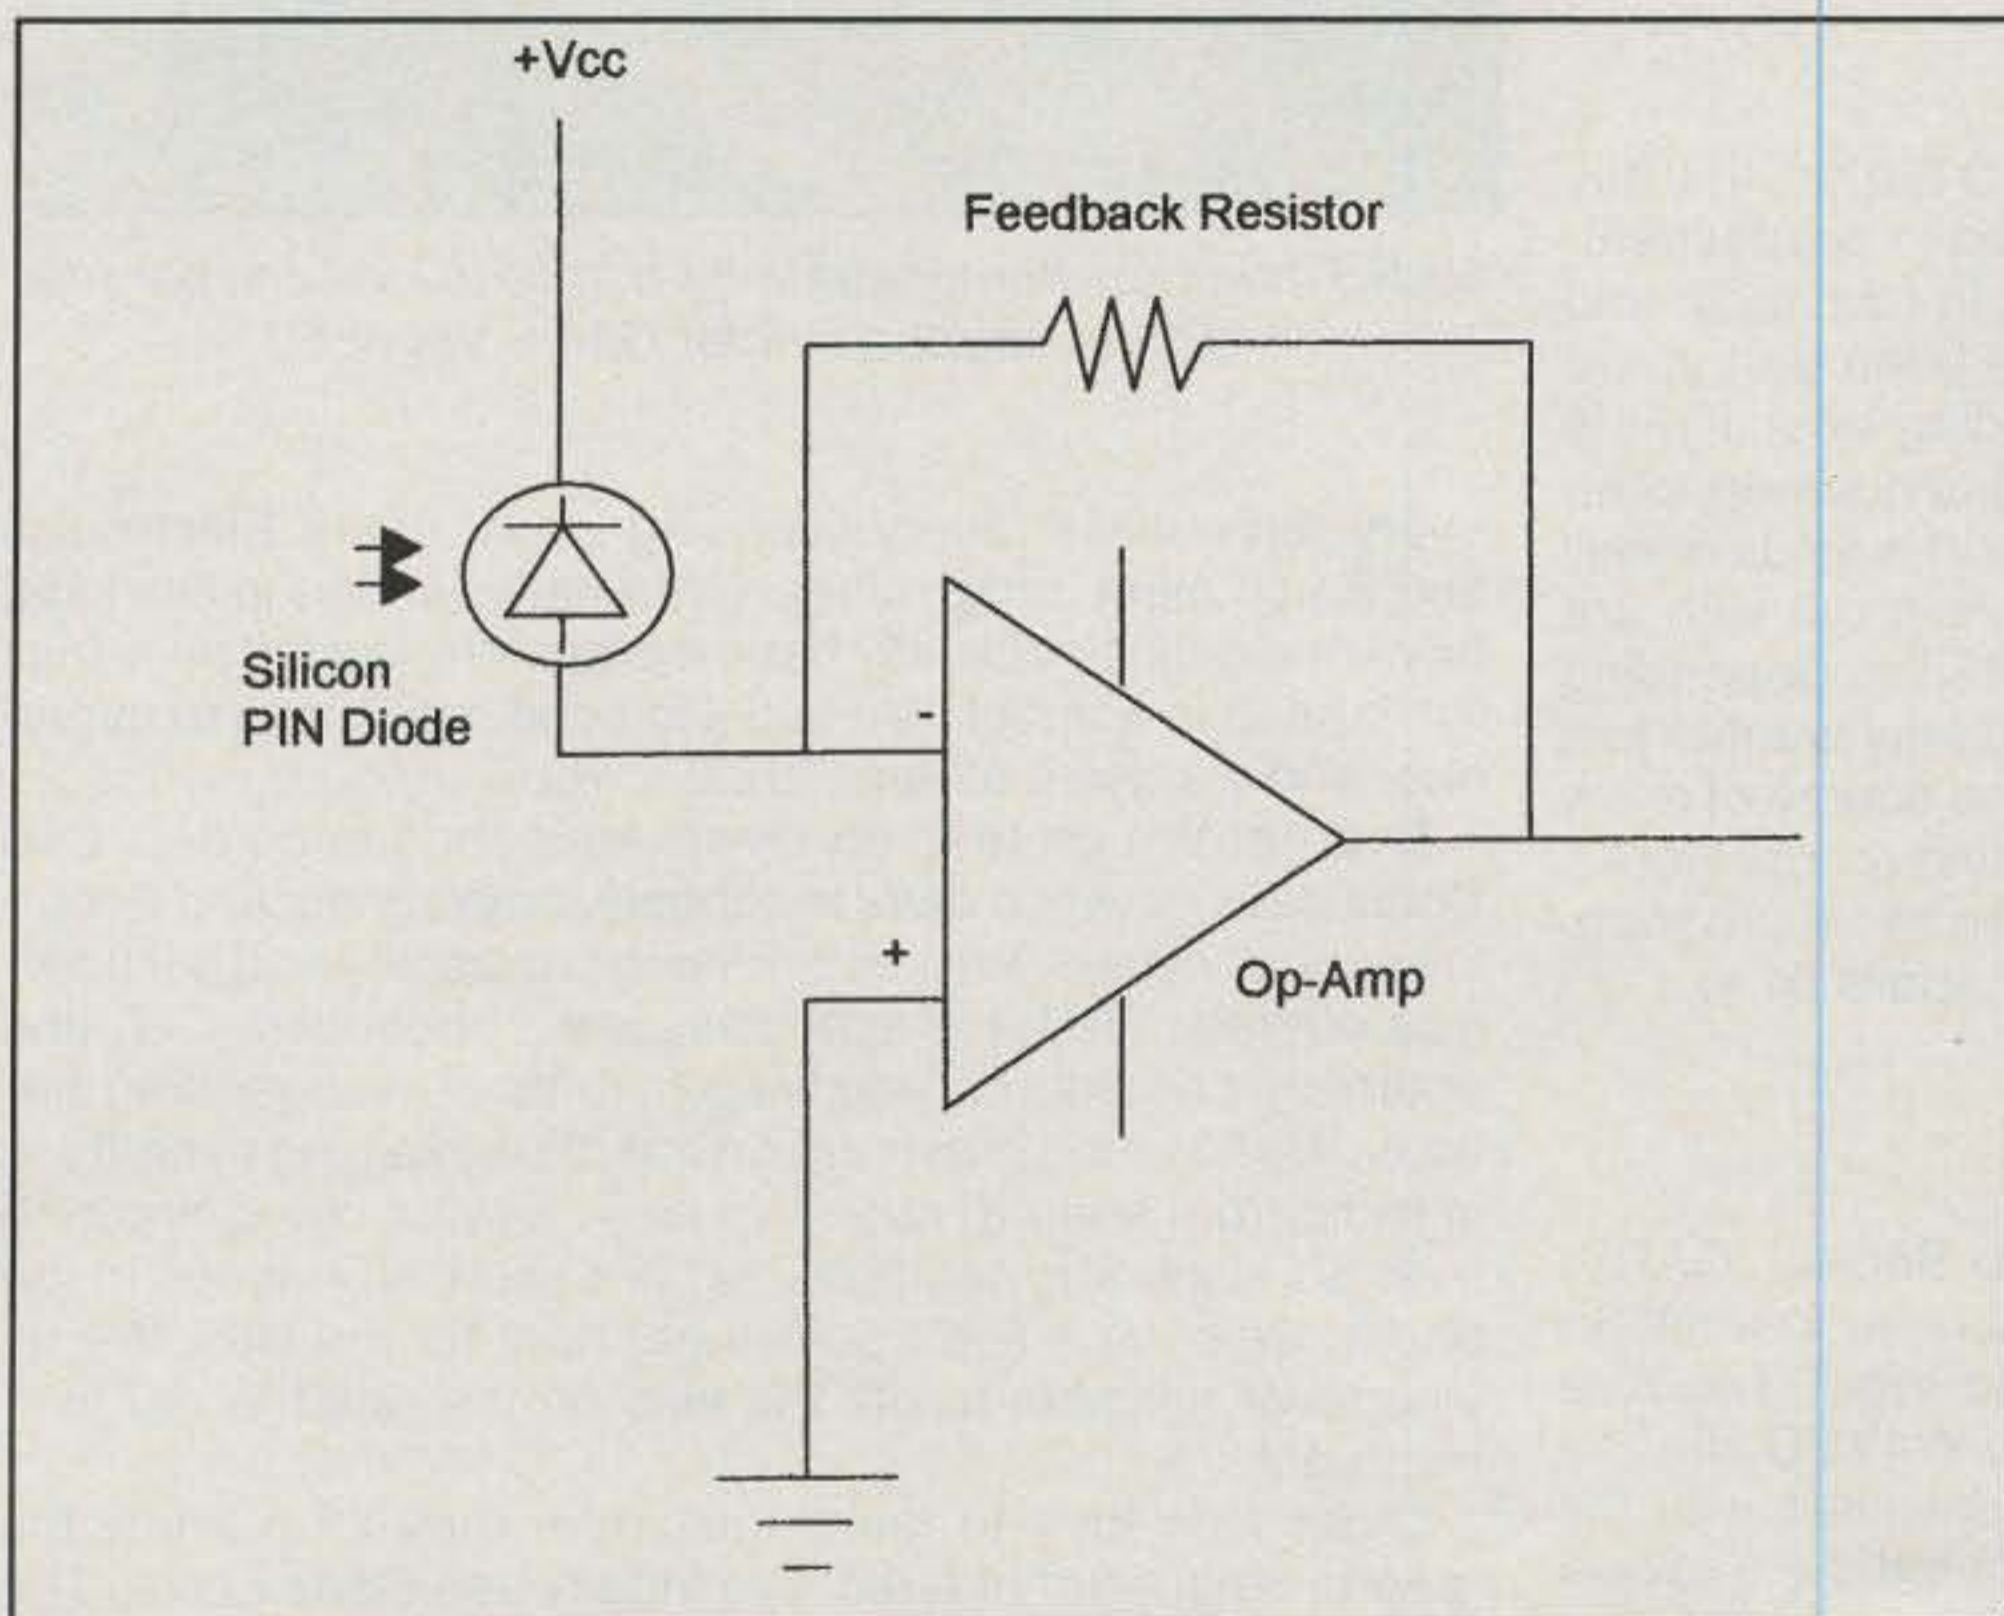 +Vcc
Feedback Resistor
Silicon
PIN Diode
-
+
Op-Amp